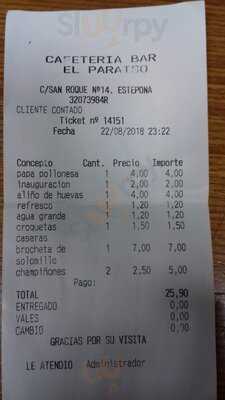 Sluurpy
CAFETERIA BAR
EL PARAISO
C/SAN ROQUE Nº14, ESTEPONA
32073984R
CLIENTE CONTADO
Ticket nº 14151
Fecha 22/08/2018 23:22
Concepto Cant. Precio Importe
papa pollonesa 1 4,00 4,00
inauguracion 1 2,00 2,00
aliño de huevas 1 4,00 4,00
refresco 1 1,20 1,20
agua grande 1 1,20 1,20
croquetas 1 1,50 1,50
caseras
brocheta de 1 7,00 7,00
solomillo
champiñones 2 2,50 5,00
Pago:
TOTAL 25,90
ENTREGADO 0,00
VALES 0,00
CAMBIO 0,00
GRACIAS POR SU VISITA
LE ATENDIO Administrador